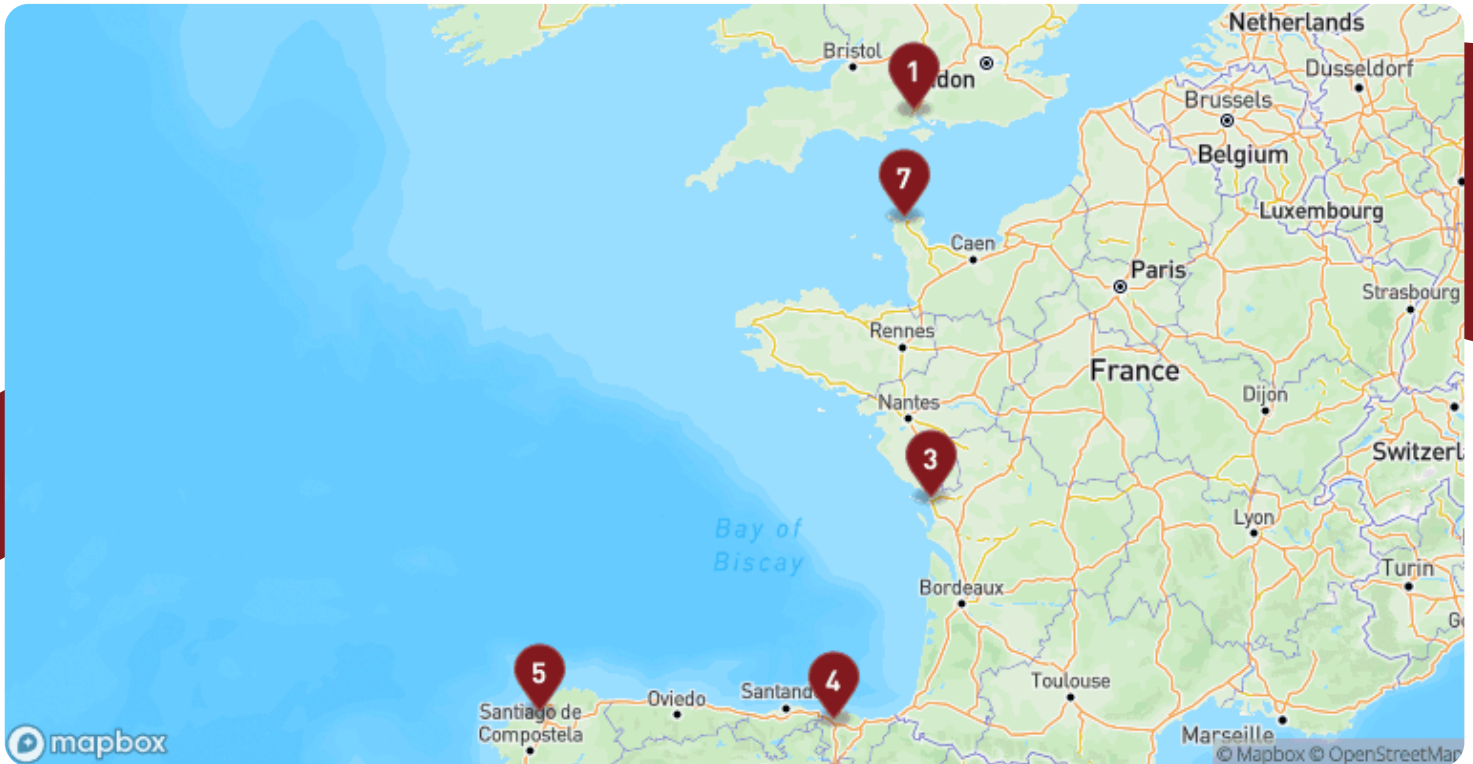 Netherlands
Bristol
1
don
Dusseldorf
Brussels
Belgium
7
Luxembourg
Caen
Paris
Strasbourg
Rennes
France
Dijon
Nantes
Switzerl
3
Lyon
Bay of
Biscay
Turin
Bordeaux
G
5
4
Toulouse
Oviedo
Santand
Santiago de
Compostela
Marseille
mapbox
© Mapbox © OpenStreetMap